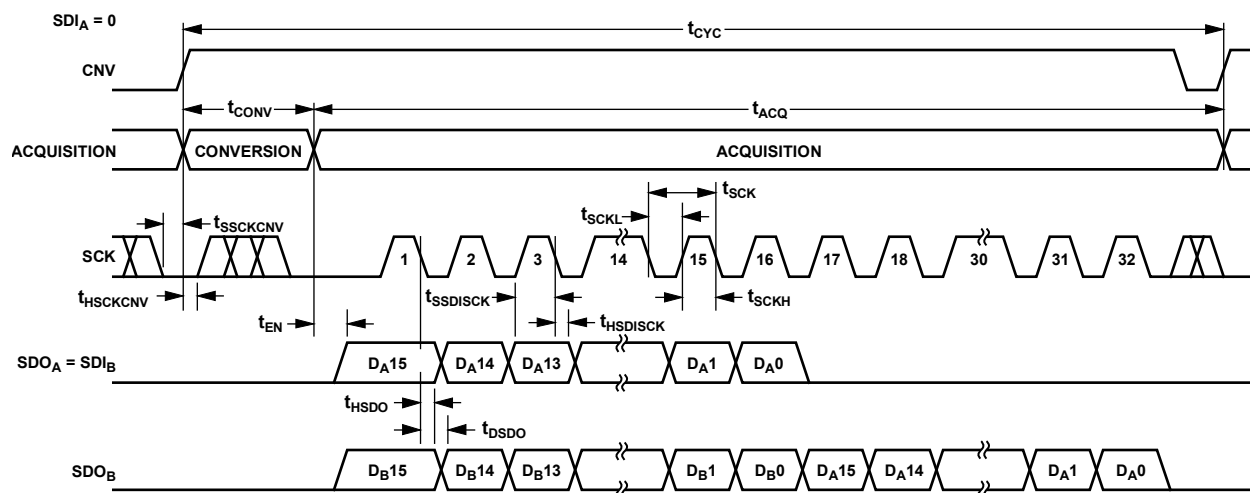 SDIA = 0
tCYC
CNV
tCONV
tACQ
ACQUISITION
CONVERSION
ACQUISITION
tSCK
tSSCKCNV
tSCKL
SCK
1
2
3
14
15
16
17
18
30
31
32
tHSCKCNV
tSSDISCK
tSCKH
tEN
tHSDISCK
SDOA = SDIB
DA15
DA14
DA13
DA1
DA0
tHSDO
tDSDO
SDOB
DB15
DB14
DB13
DB1
DB0
DA15
DA14
DA1
DA0